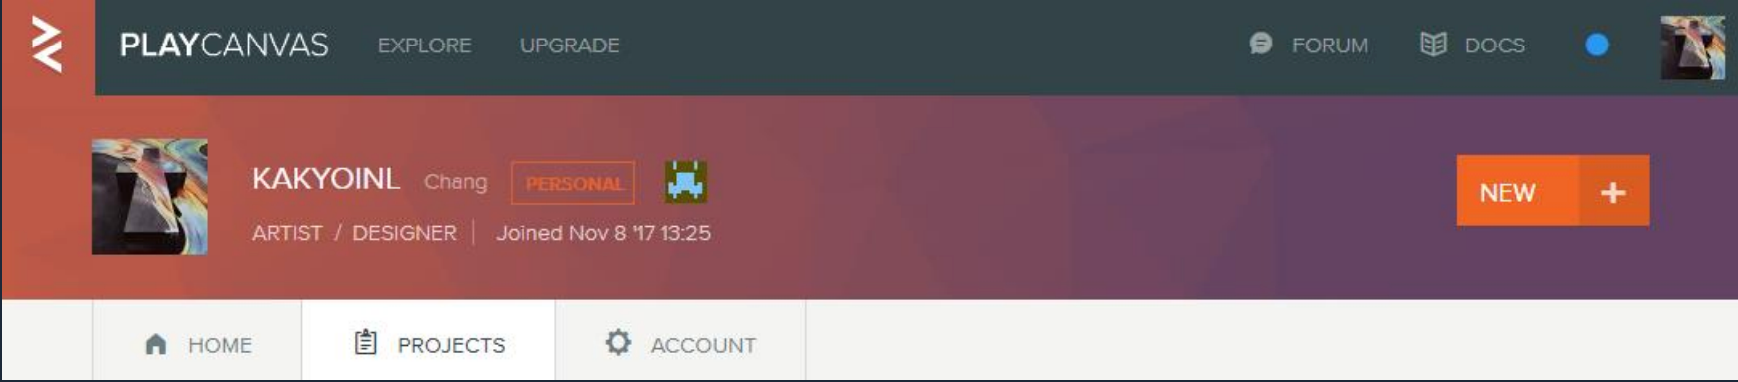 PLAYCANVAS EXPLORE UPGRADE FORUM DOCS
KAKYOINL Chang PERSONAL
ARTIST / DESIGNER Joined Nov 8 '17 13:25
NEW +
HOME PROJECTS ACCOUNT